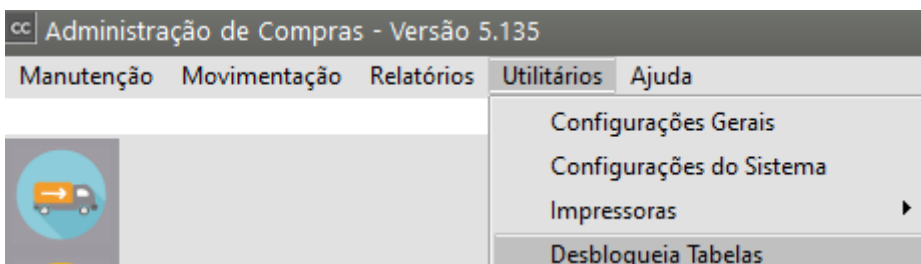 cc Administração de Compras - Versão 5.135
Manutenção Movimentação Relatórios Utilitários Ajuda
Configurações Gerais
Configurações do Sistema
Impressoras
Desbloqueia Tabelas